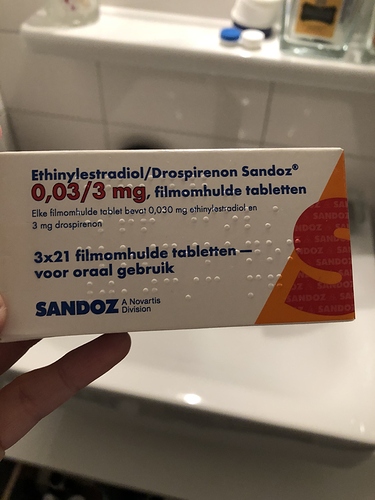 Ethinylestradiol/Drospirenon Sandoz®
0,03/3 mg, filmomhulde tabletten
Elke filmomhulde tablet bevat 0,030 mg ethinylestradiol en
3 mg drospirenon
3x21 filmomhulde tabletten –
voor oraal gebruik
SANDOZ A Novartis
Division